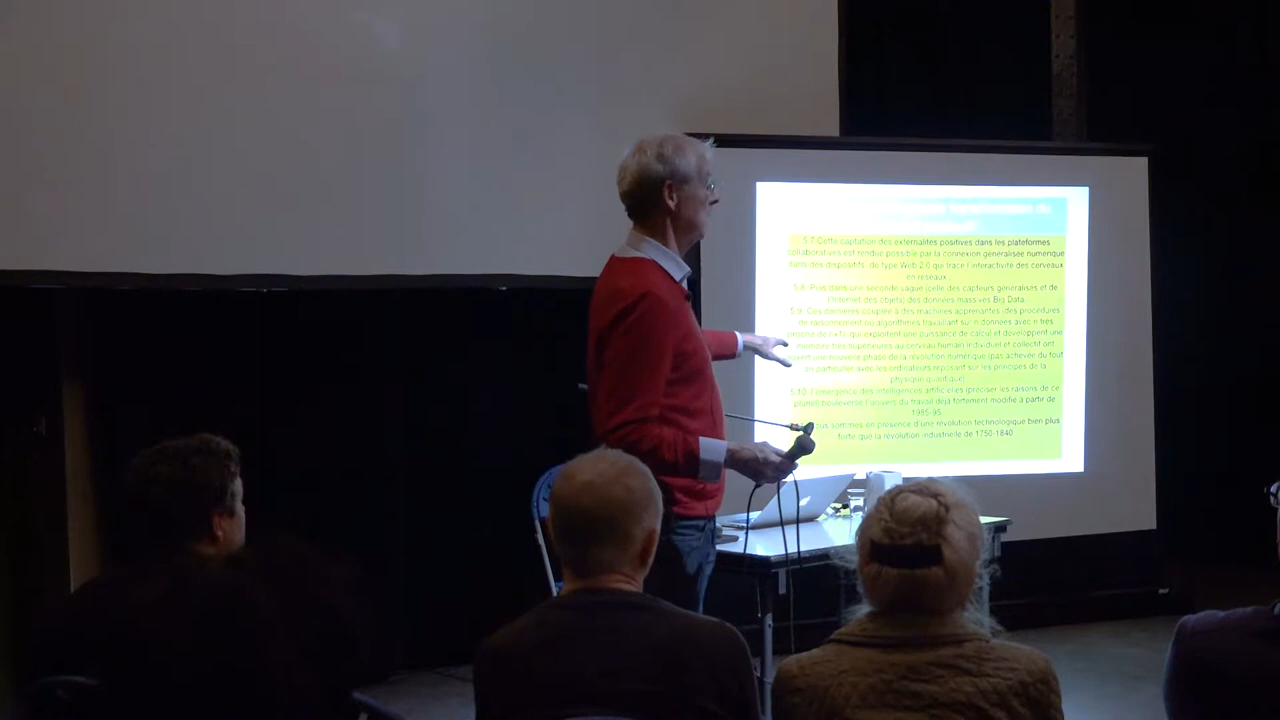 5.7 Cette captation des externalités positives dans les plateformes
collaboratives est rendue possible par la connexion généralisée numérique
dans des dispositifs de type Web 2.0 qui trace l'interactivité des cerveaux
en réseaux
5.8. Puis dans une seconde vague (celle des capteurs généralisés et de
l'Internet des objets) des données massives Big Data.
5.9. Ces dernières couplée à des machines apprenantes (des procédures
de raisonnement ou algorithmes travaillant sur n données avec n très
proche de qui exploitent une puissance de calcul et développent une
mémoire très supérieures au cerveau humain individuel et collectif ont
ouvert une nouvelle phase de la révolution numérique (pas achevée du tout
en particulier avec les ordinateurs reposant sur les principes de la
physique quantique)
5.10. l'émergence des intelligences artificielles (préciser les raisons de ce
pluriel) bouleverse l'univers du travail déjà fortement modifié à partir de
1985-95.
sommes en présence d'une révolution technologique bien plus
forte que la révolution industrielle de 1750-1840